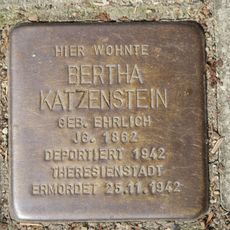 HIER WOHNTE
BERTHA
KATZENSTEIN
GEB. EHRLICH
JG. 1862
DEPORTIERT 1942
THERESIENSTADT
ERMORDET 25.11.1942